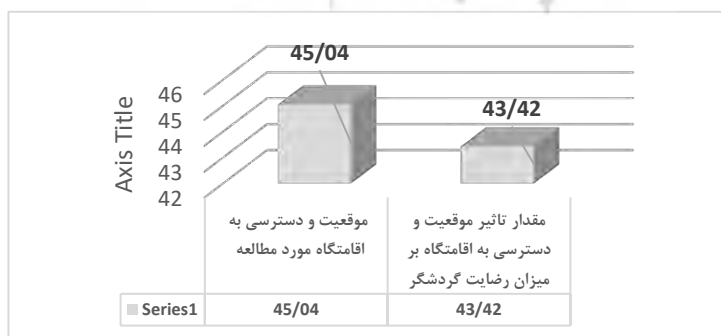 45/04
43/42
Axis Title
46
45
44
43
42
موقعیت و دسترسی به
اقامتگاه مورد مطالعه
مقدار تاثیر موقعیت و
دسترسی به اقامتگاه بر
میزان رضایت گردشگر
Series1 45/04 43/42